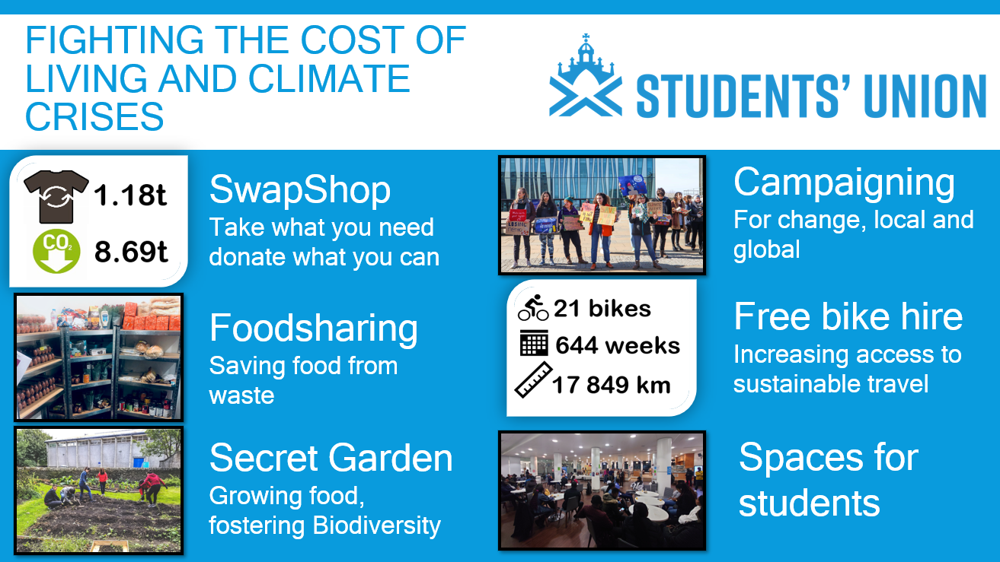 FIGHTING THE COST OF
LIVING AND CLIMATE
CRISES
STUDENTS’ UNION
1.18t
CO2
8.69t
SwapShop
Take what you need
donate what you can
Campaigning
For change, local and
global
Foodsharing
Saving food from
waste
21 bikes
644 weeks
17 849 km
Free bike hire
Increasing access to
sustainable travel
Secret Garden
Growing food,
fostering Biodiversity
Spaces for
students